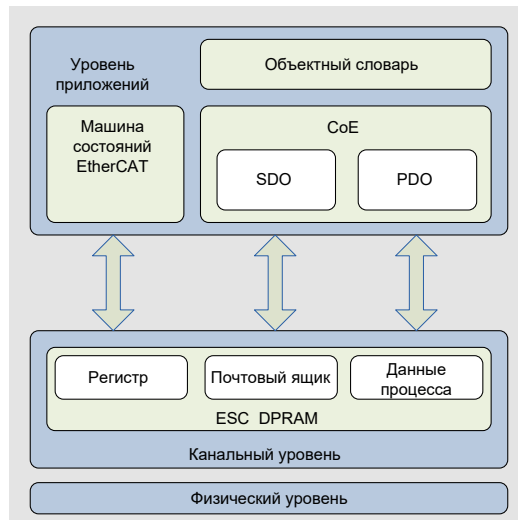 Уровень
приложений
Объектный словарь
Машина
состояний
EtherCAT
CoE
SDO
PDO
Регистр
Почтовый ящик
Данные
процесса
ESC DPRAM
Канальный уровень
Физический уровень